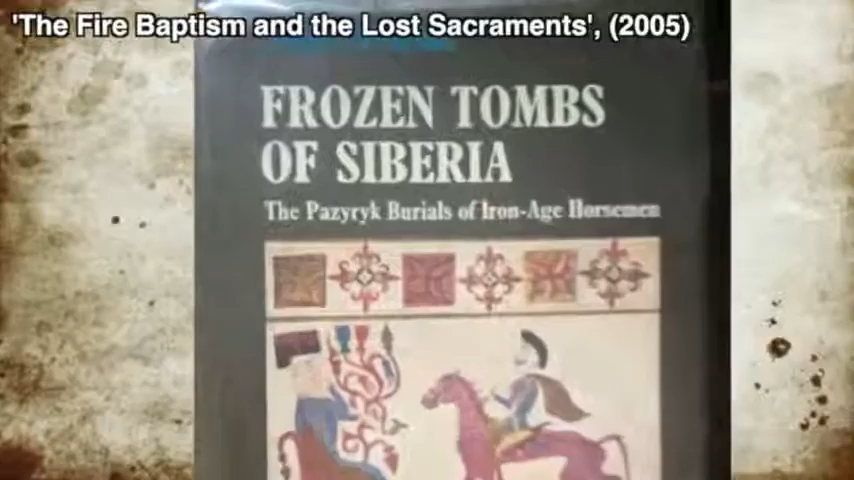 'The Fire Baptism and the Lost Sacraments', (2005)
FROZEN TOMBS
OF SIBERIA
The Pazyryk Burials of Iron-Age Horsemen